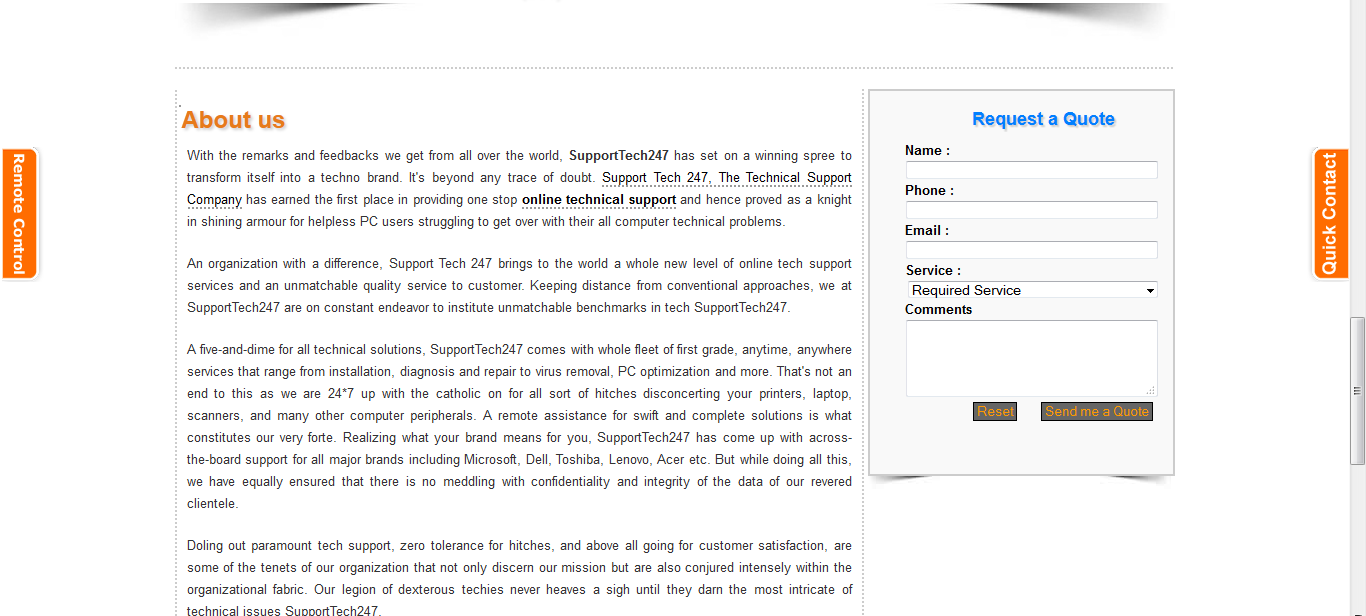 About us
With the remarks and feedbacks we get from all over the world, SupportTech247 has set on a winning spree to
transform itself into a techno brand. It's beyond any trace of doubt. Support Tech 247, The Technical Support
Company has earned the first place in providing one stop online technical support and hence proved as a knight
in shining armour for helpless PC users struggling to get over with their all computer technical problems.
An organization with a difference, Support Tech 247 brings to the world a whole new level of online tech support
services and an unmatchable quality service to customer. Keeping distance from conventional approaches, we at
SupportTech247 are on constant endeavor to institute unmatchable benchmarks in tech SupportTech247.
A five-and-dime for all technical solutions, SupportTech247 comes with whole fleet of first grade, anytime, anywhere
services that range from installation, diagnosis and repair to virus removal, PC optimization and more. That's not an
end to this as we are 24*7 up with the catholic on for all sort of hitches disconcerting your printers, laptop,
scanners, and many other computer peripherals. A remote assistance for swift and complete solutions is what
constitutes our very forte. Realizing what your brand means for you, SupportTech247 has come up with across-
the-board support for all major brands including Microsoft, Dell, Toshiba, Lenovo, Acer etc. But while doing all this,
we have equally ensured that there is no meddling with confidentiality and integrity of the data of our revered
clientele.
Doling out paramount tech support, zero tolerance for hitches, and above all going for customer satisfaction, are
some of the tenets of our organization that not only discern our mission but are also conjured intensely within the
organizational fabric. Our legion of dexterous techies never heaves a sigh until they darn the most intricate of
technical issues SupportTech247.
Request a Quote
Name :
Phone :
Email :
Service :
Required Service
Comments
Reset
Send me a Quote
Remote Control
Quick Contact